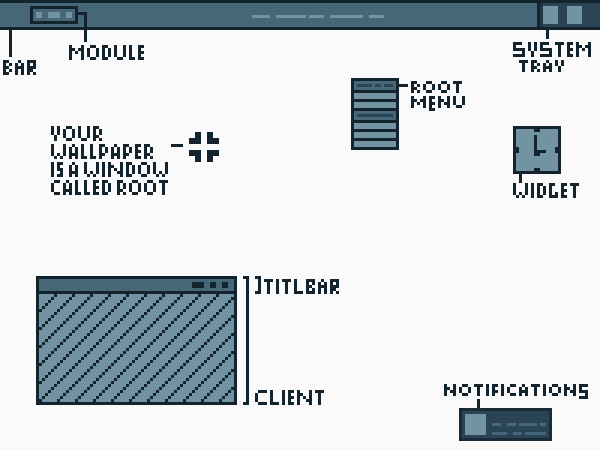 BAR
MODULE
SYSTEM
TRAY
ROOT
MENU
YOUR
WALLPAPER
IS A WINDOW
CALLED ROOT
WIDGET
TITLBAR
CLIENT
NOTIFICATIONS